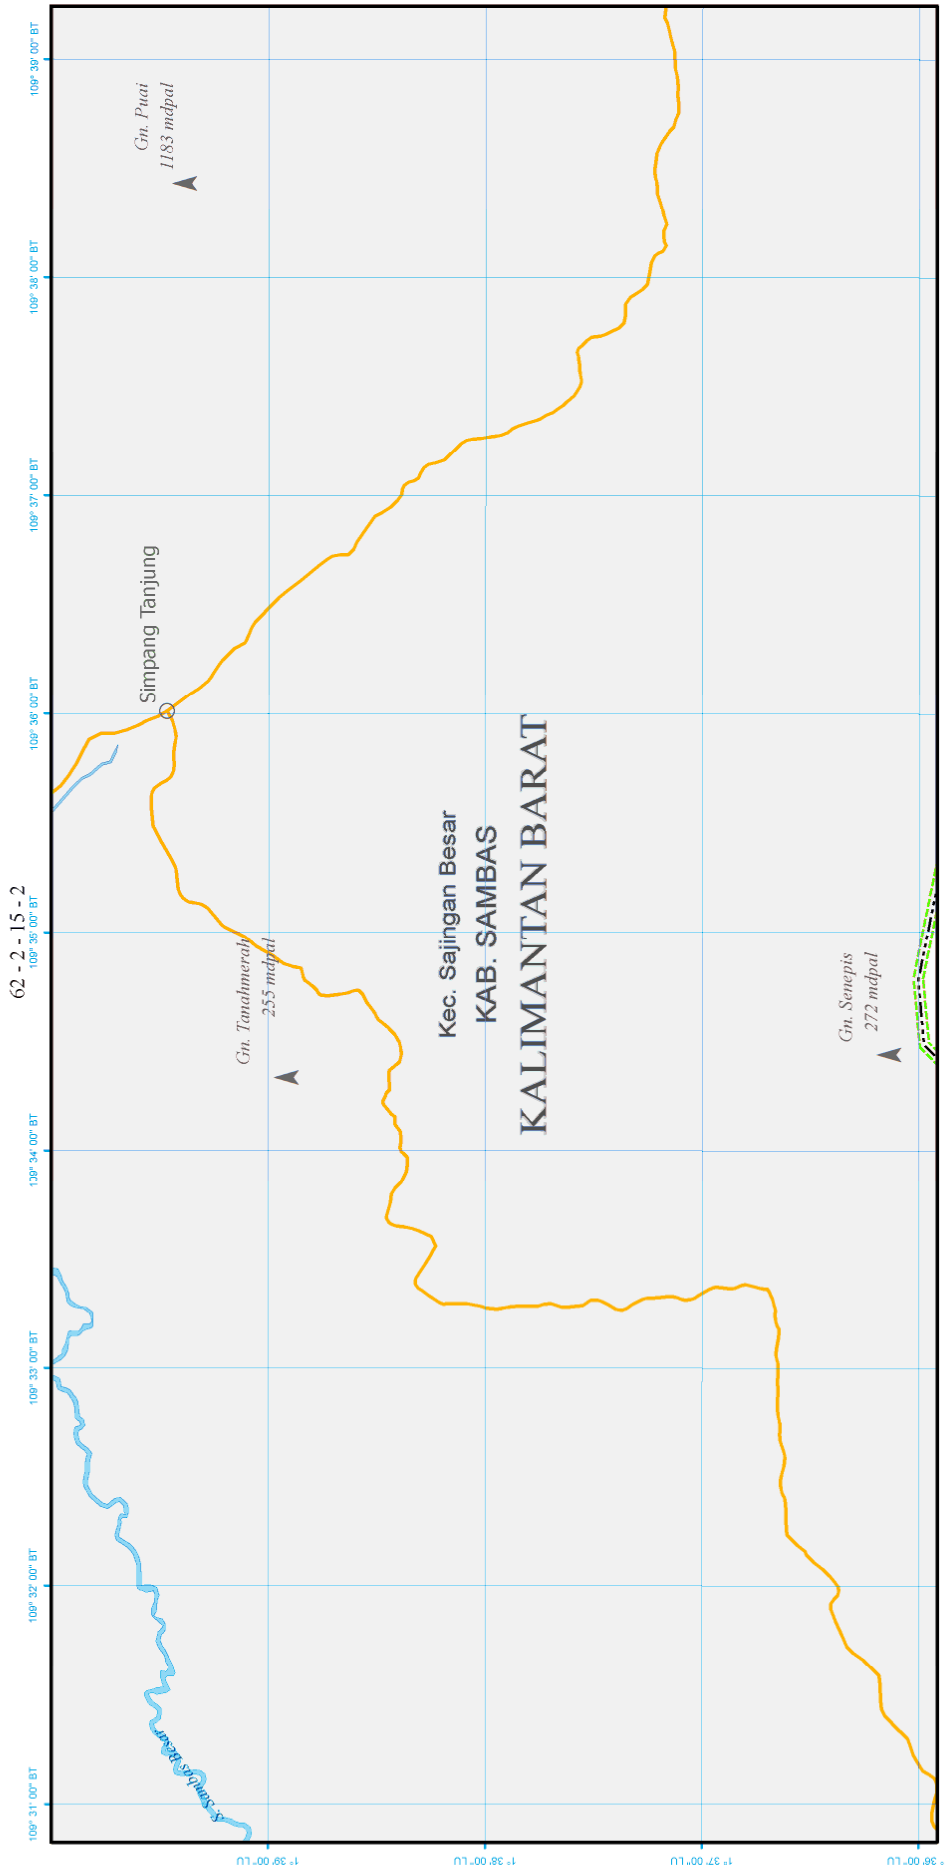 62 - 2 - 15 - 2
109° 31' 00" BT
109° 32' 00" BT
109° 33' 00" BT
109° 34' 00" BT
109° 35' 00" BT
109° 36' 00" BT
109° 37' 00" BT
109° 38' 00" BT
109° 39' 00" BT
Gn. Puai
1183 mdpal
Simpang Tanjung
Gn. Tanahmerah
255 mdpal
S. Sambas Besar
Kec. Sajingan Besar
KAB. SAMBAS
KALIMANTAN BARAT
Gn. Senepis
272 mdpal
1° 39' 00" LU
1° 38' 00" LU
1° 37' 00" LU
1° 36' 00" LU